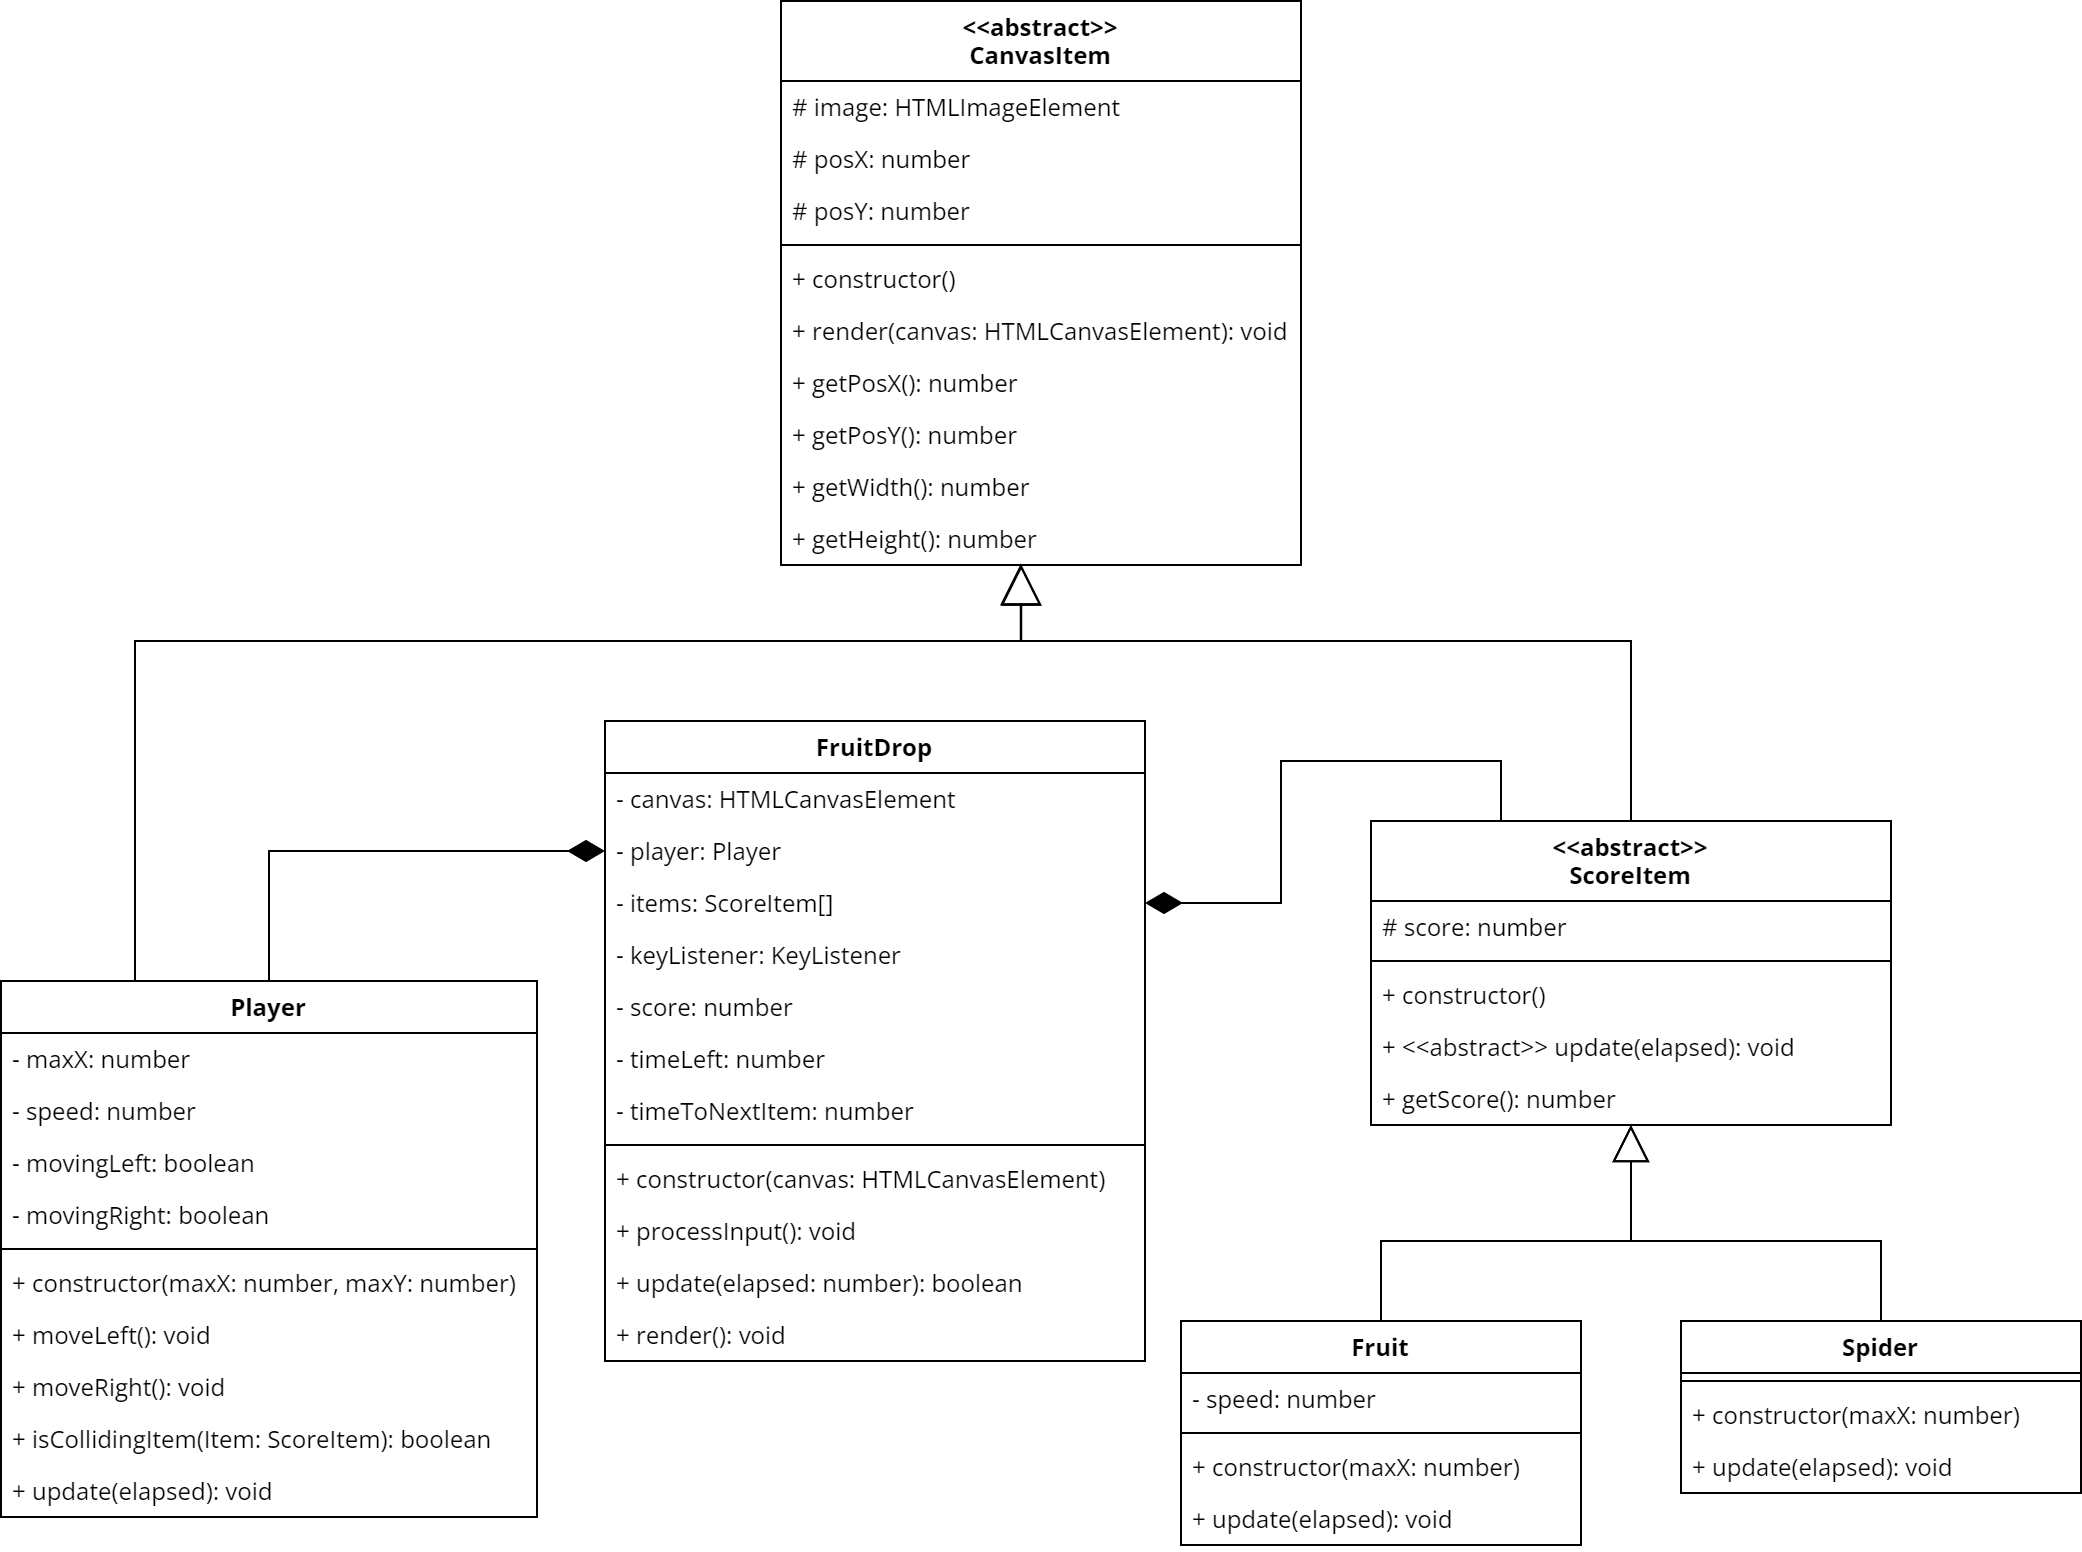 <<abstract>>
CanvasItem
# image: HTMLImageElement
# posX: number
# posY: number
+ constructor()
+ render(canvas: HTMLCanvasElement): void
+ getPosX(): number
+ getPosY(): number
+ getWidth(): number
+ getHeight(): number
FruitDrop
- canvas: HTMLCanvasElement
- player: Player
- items: ScoreItem[]
- keyListener: KeyListener
- score: number
- timeLeft: number
- timeToNextItem: number
+ constructor(canvas: HTMLCanvasElement)
+ processInput(): void
+ update(elapsed: number): boolean
+ render(): void
<<abstract>>
ScoreItem
# score: number
+ constructor()
+ <<abstract>> update(elapsed): void
+ getScore(): number
Player
- maxX: number
- speed: number
- movingLeft: boolean
- movingRight: boolean
+ constructor(maxX: number, maxY: number)
+ moveLeft(): void
+ moveRight(): void
+ isCollidingItem(Item: ScoreItem): boolean
+ update(elapsed): void
Fruit
- speed: number
+ constructor(maxX: number)
+ update(elapsed): void
Spider
+ constructor(maxX: number)
+ update(elapsed): void